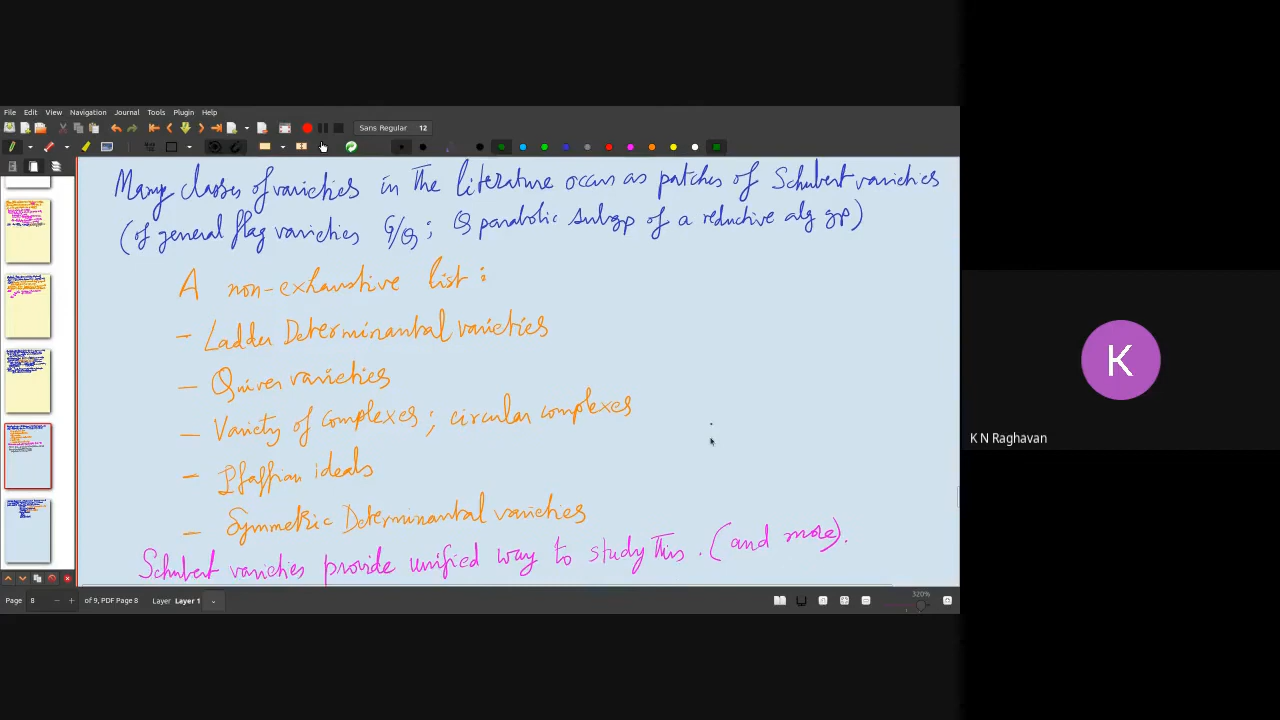 File Edit View Navigation Journal Tools Plugin Help
Sans Regular 12
Many classes of varieties in the literature occur as patches of Schubert varieties
(of general flag varieties G/Q; Q parabolic subgp of a reductive alg gp)
A non-exhaustive list:
- Ladder Determinantal varieties
- Quiver varieties
- Variety of complexes; circular complexes
- Pfaffian ideals
- Symmetric Determinantal varieties
Schubert varieties provide unified way to study this. (and more).
Page 8 of 9, PDF Page 8 Layer Layer 1 320%
K
K N Raghavan